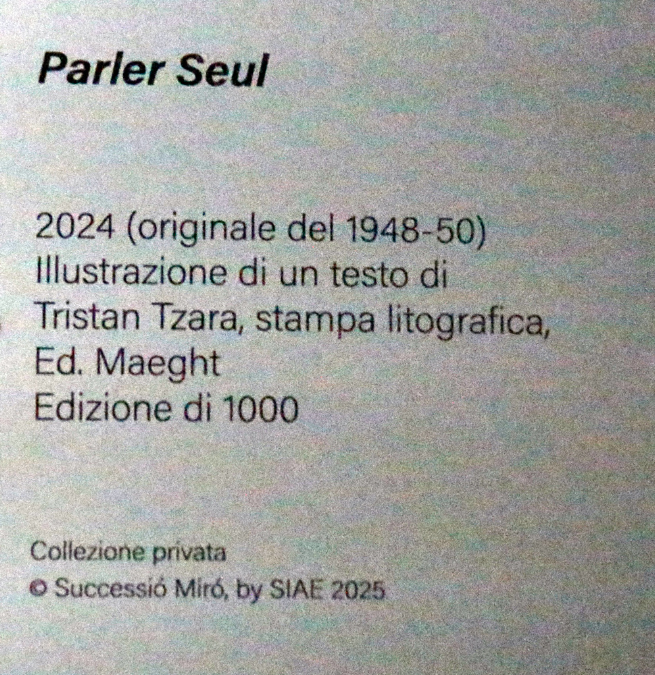 Parler Seul
2024 (originale del 1948-50)
Illustrazione di un testo di
Tristan Tzara, stampa litografica,
Ed. Maeght
Edizione di 1000
Collezione privata
© Successió Miró, by SIAE 2025